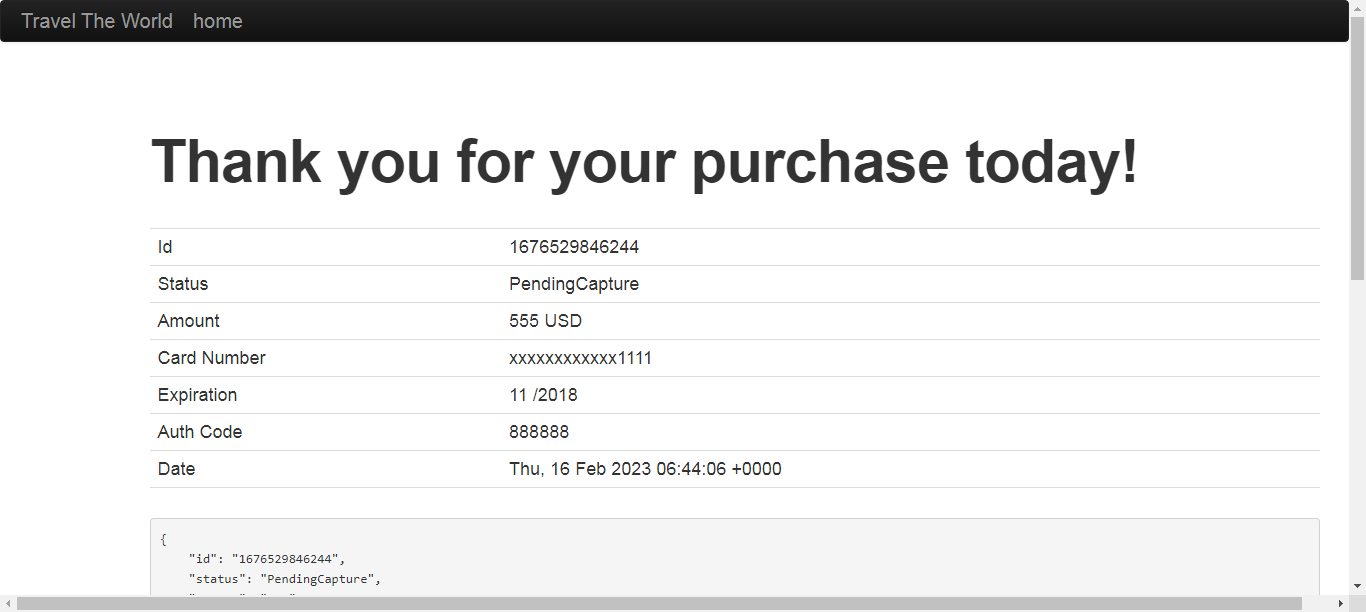 Travel The World home
Thank you for your purchase today!
Id 1676529846244
Status PendingCapture
Amount 555 USD
Card Number xxxxxxxxxxxx1111
Expiration 11 /2018
Auth Code 888888
Date Thu, 16 Feb 2023 06:44:06 +0000
{
"id": "1676529846244",
"status": "PendingCapture",